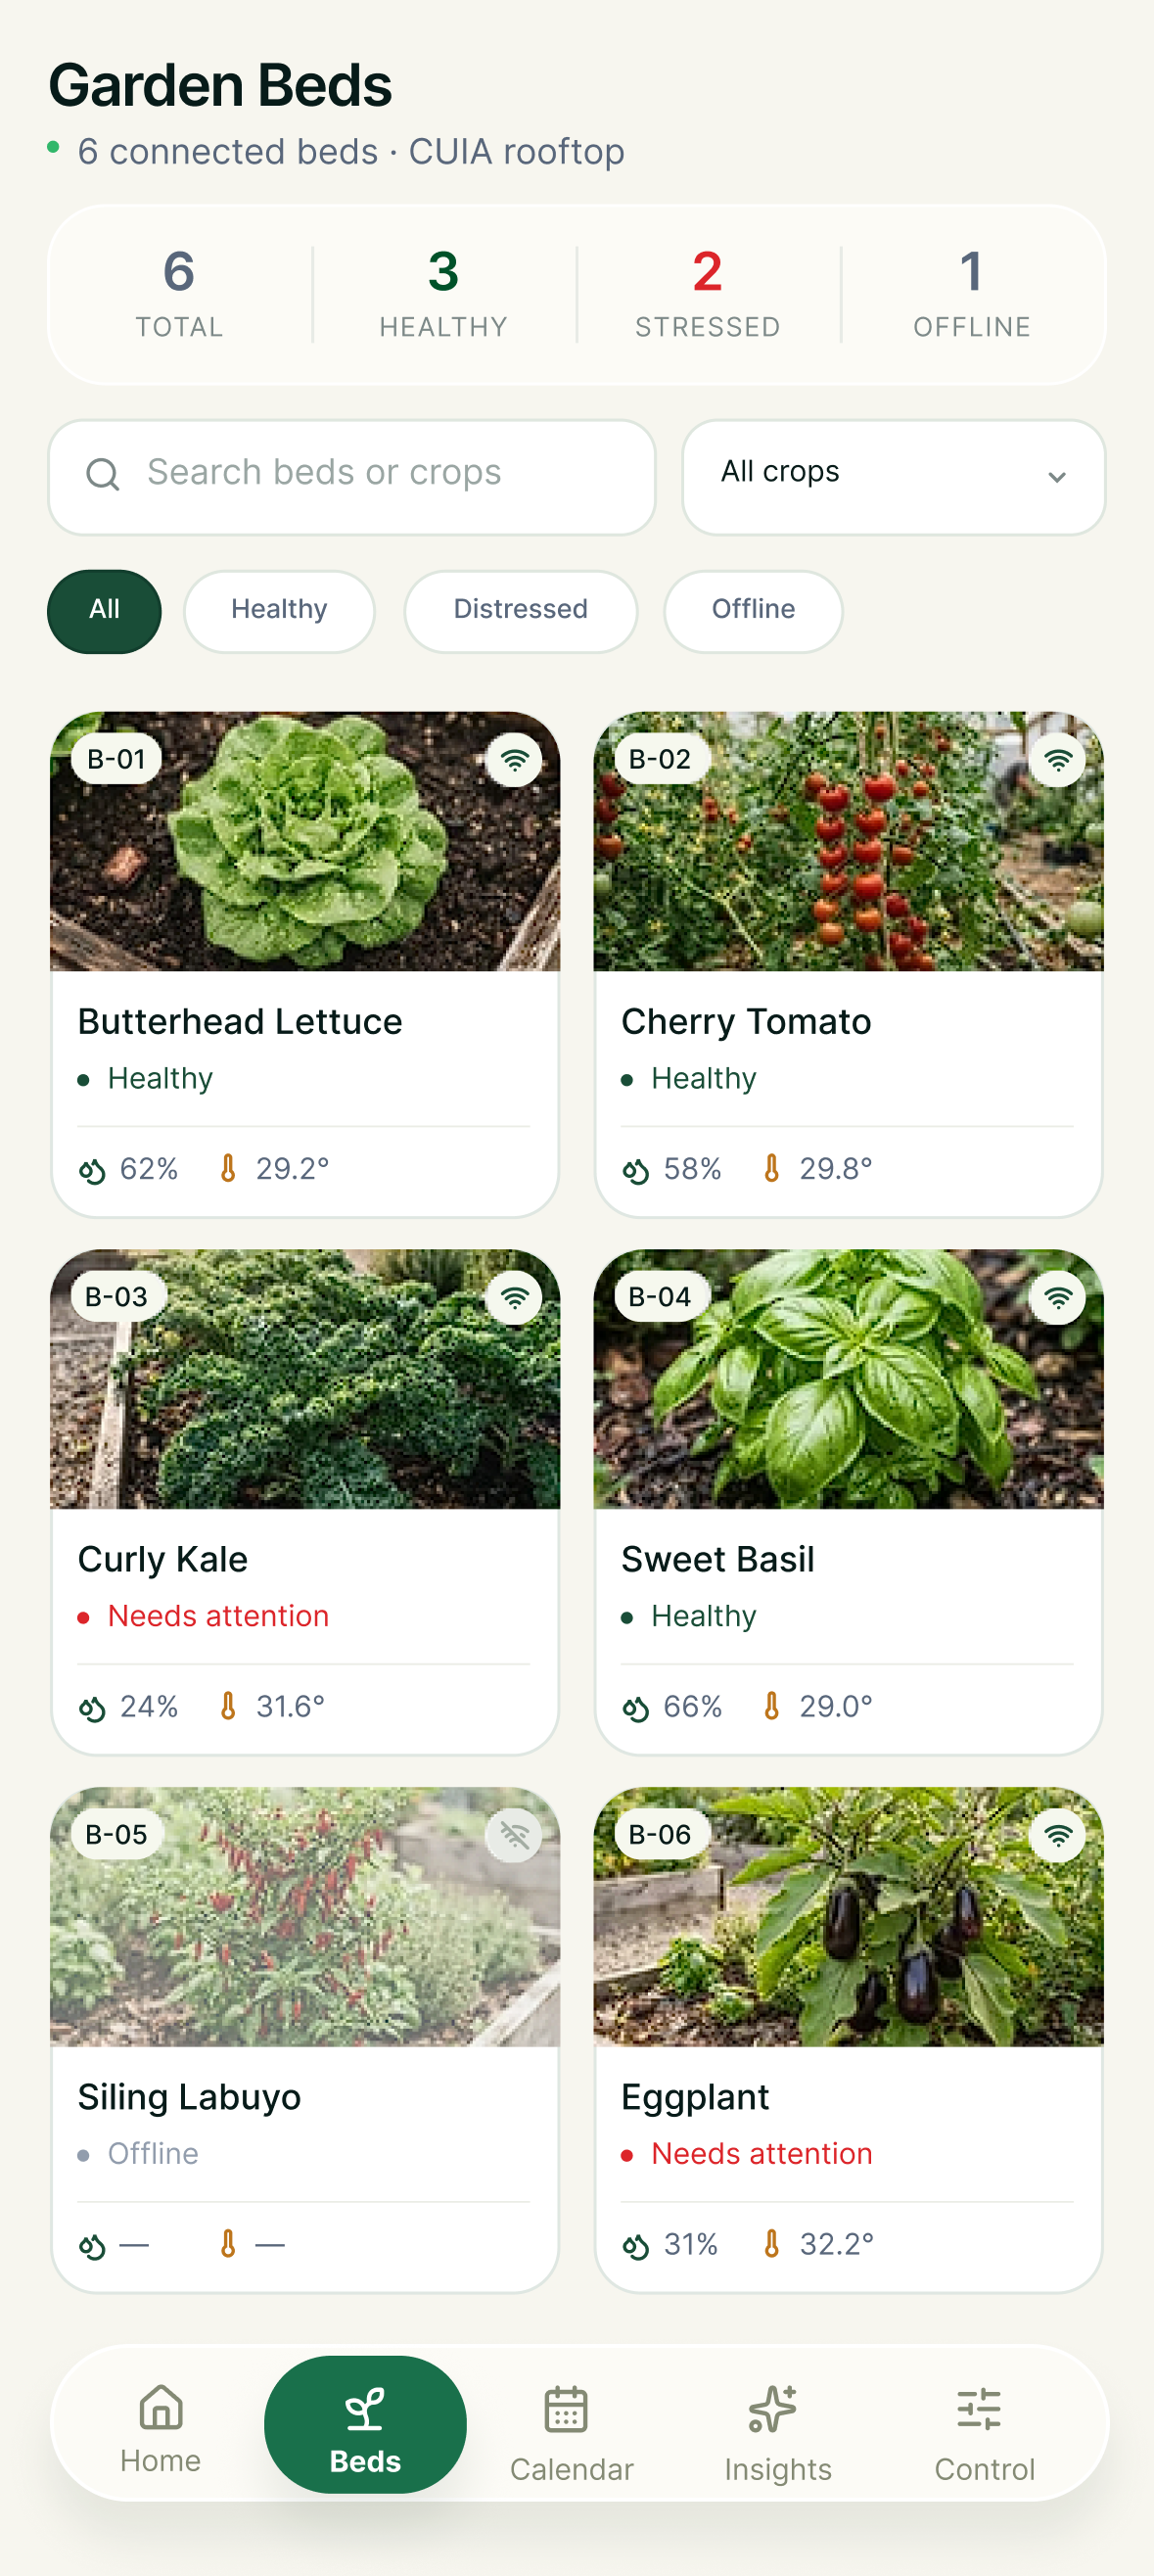 Garden Beds
6 connected beds · CUIA rooftop
6 3 2 1
TOTAL HEALTHY STRESSED OFFLINE
Search beds or crops All crops
All Healthy Distressed Offline
B-01 B-02
Butterhead Lettuce Cherry Tomato
Healthy Healthy
62% 29.2° 58% 29.8°
B-03 B-04
Curly Kale Sweet Basil
Needs attention Healthy
24% 31.6° 66% 29.0°
B-05 B-06
Siling Labuyo Eggplant
Offline Needs attention
— — 31% 32.2°
Home Beds Calendar Insights Control